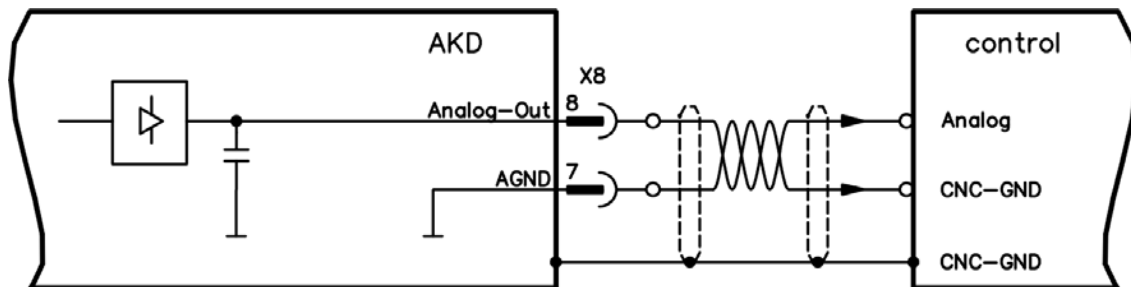 AKD
control
X8
Analog-Out
8
Analog
AGND
7
CNC-GND
CNC-GND